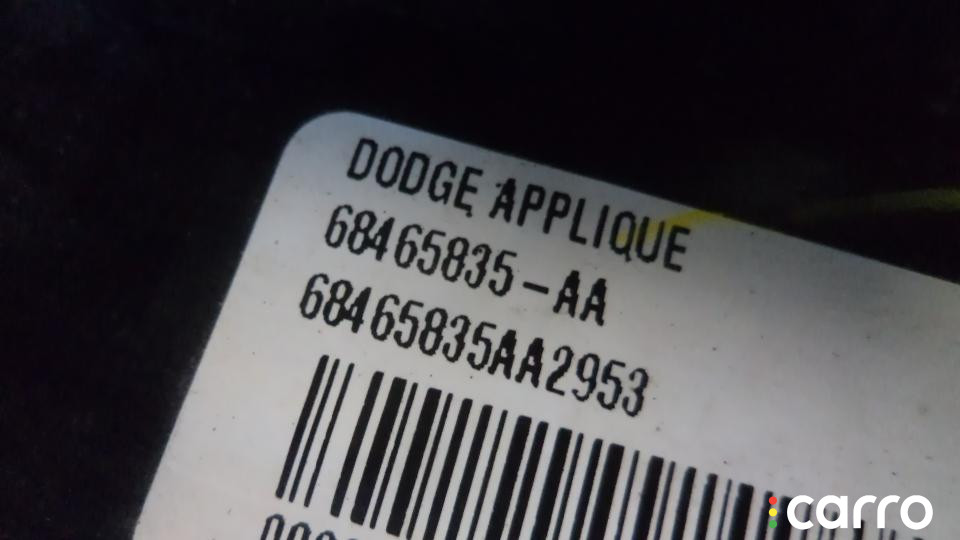 DODGE APPLIQUE
68465835-AA
68465835AA2953
carro